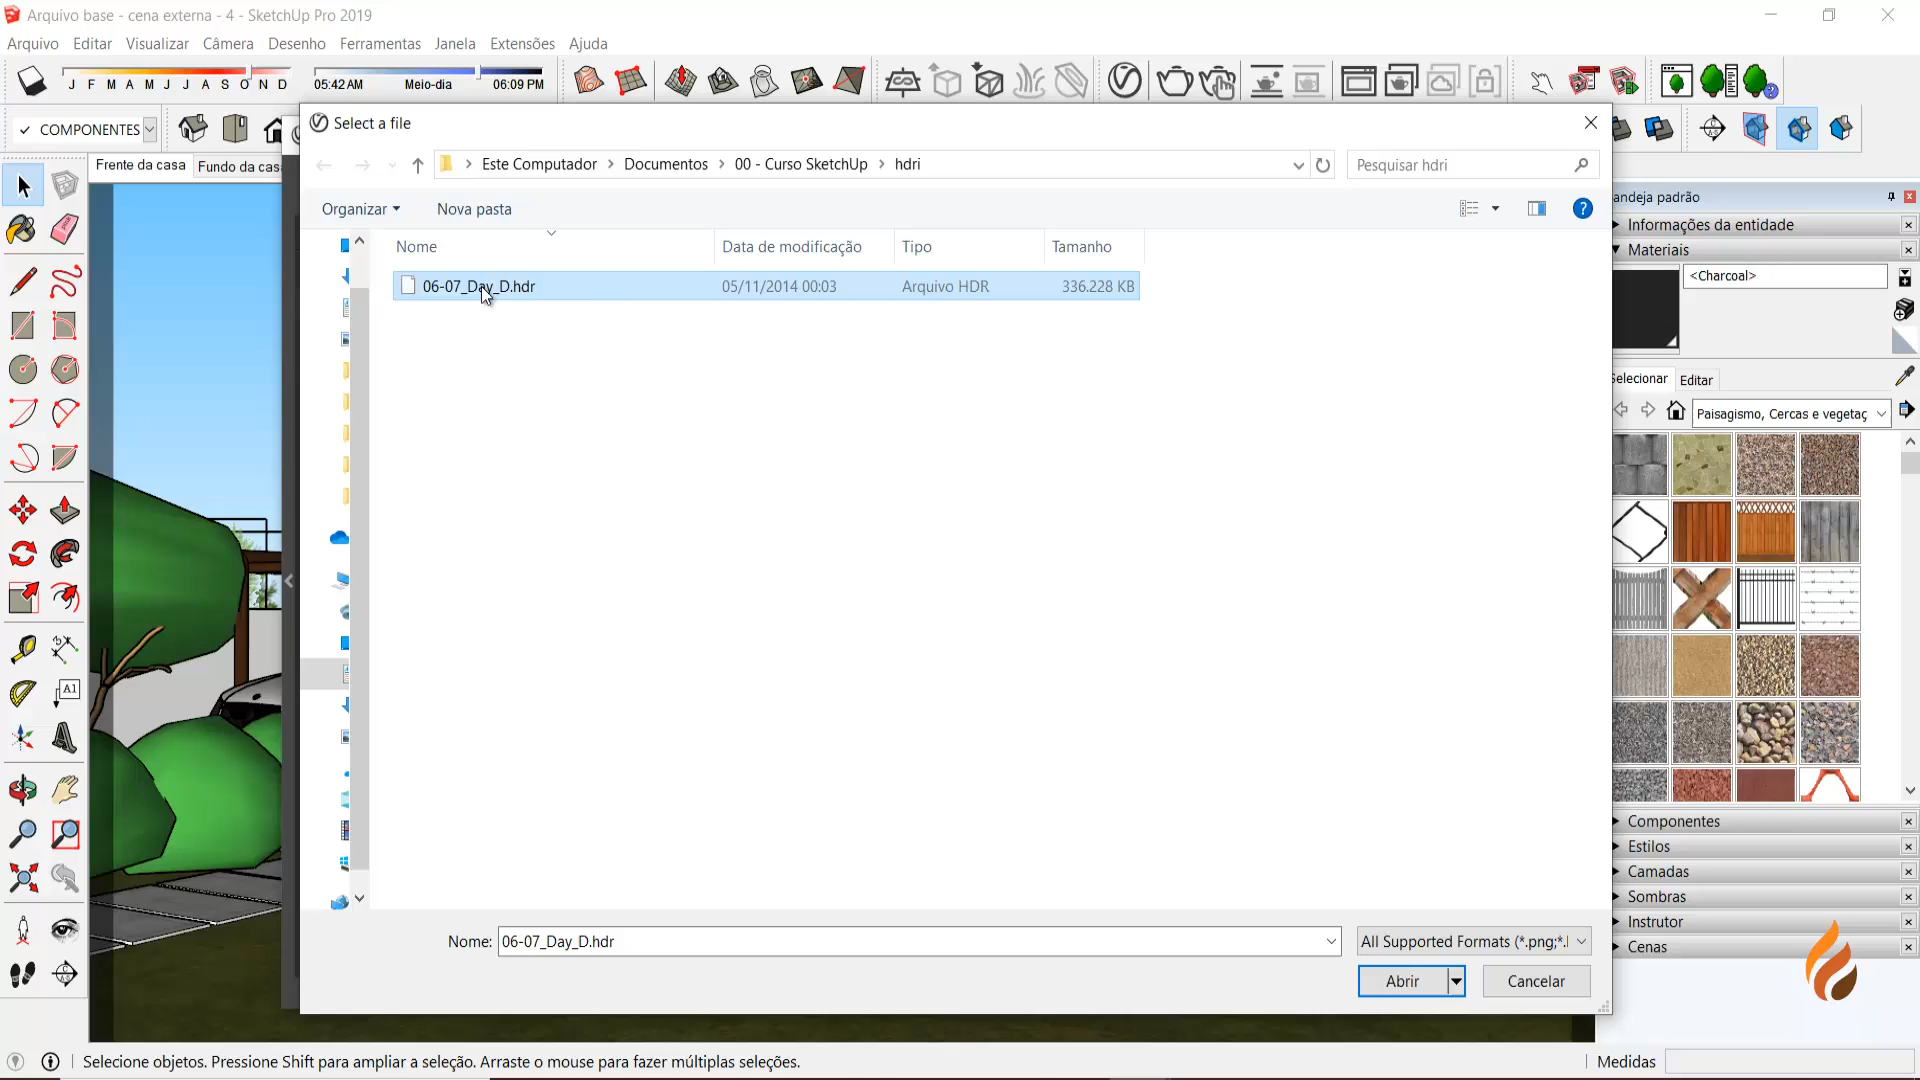 Arquivo base - cena externa - 4 - SketchUp Pro 2019
Arquivo Editar Visualizar Câmera Desenho Ferramentas Janela Extensões Ajuda
J F M A M J J A S O N D 05:42 AM Meio-dia 06:09 PM
COMPONENTES
Select a file
Frente da casa Fundo da cas
Este Computador Documentos 00 - Curso SketchUp hdri
Pesquisar hdri
Organizar Nova pasta
Nome Data de modificação Tipo Tamanho
06-07_Day_D.hdr 05/11/2014 00:03 Arquivo HDR 336.228 KB
andeja padrão
Informações da entidade
Materiais
<Charcoal>
Selecionar Editar
Paisagismo, Cercas e vegetaç
A1
Componentes
Estilos
Camadas
Sombras
Instrutor
Cenas
Nome: 06-07_Day_D.hdr All Supported Formats (*.png;*.
Abrir Cancelar
Selecione objetos. Pressione Shift para ampliar a seleção. Arraste o mouse para fazer múltiplas seleções.
Medidas